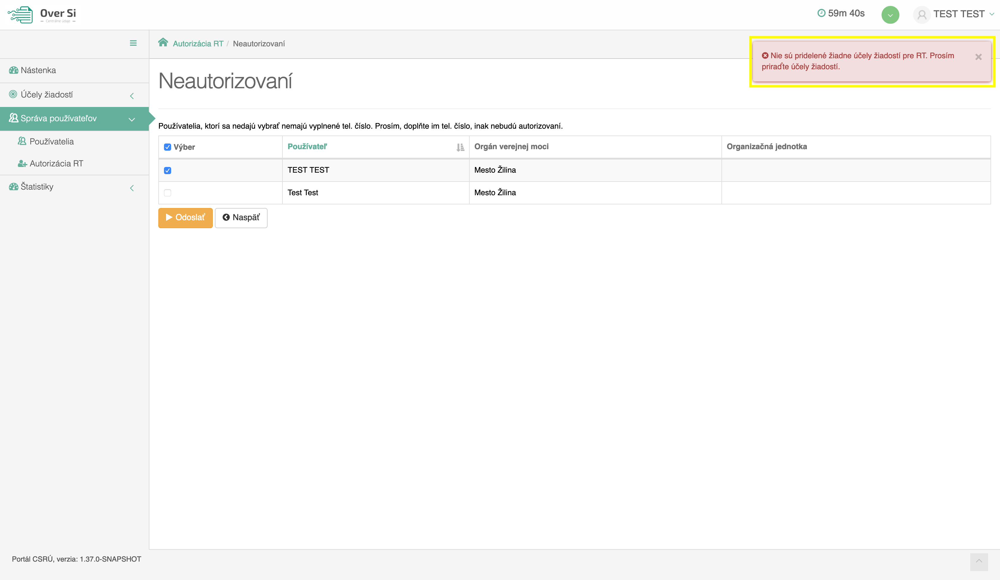 Over Si
– Centrálne údaje –
59m 40s
TEST TEST
Autorizácia RT / Neautorizovaní
Nie sú pridelené žiadne účely žiadostí pre RT. Prosím
priraďte účely žiadostí.
Nástenka
Účely žiadostí
Správa používateľov
Používatelia
Autorizácia RT
Štatistiky
Neautorizovaní
Používatelia, ktorí sa nedajú vybrať nemajú vyplnené tel. číslo. Prosím, doplňte im tel. číslo, inak nebudú autorizovaní.
Výber Používateľ Orgán verejnej moci Organizačná jednotka
TEST TEST Mesto Žilina
Test Test Mesto Žilina
Odoslať Naspäť
Portál CSRÚ, verzia: 1.37.0-SNAPSHOT